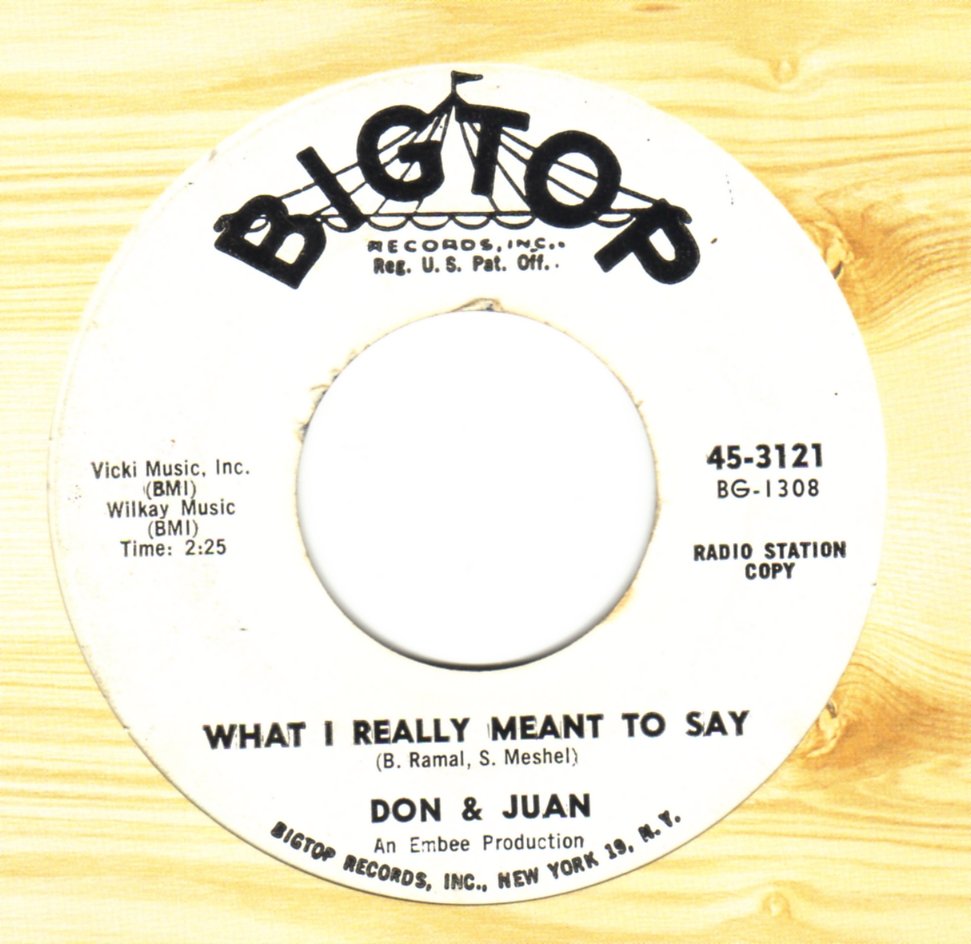 BIGTOP
RECORDS, INC.
Reg. U. S. Pat. Off.
Vicki Music, Inc.
(BMI)
Wilkay Music
(BMI)
Time: 2:25
45-3121
BG-1308
RADIO STATION
COPY
WHAT I REALLY MEANT TO SAY
(B. Ramal, S. Meshel)
DON & JUAN
An Embee Production
BIGTOP RECORDS, INC., NEW YORK 19, N. Y.